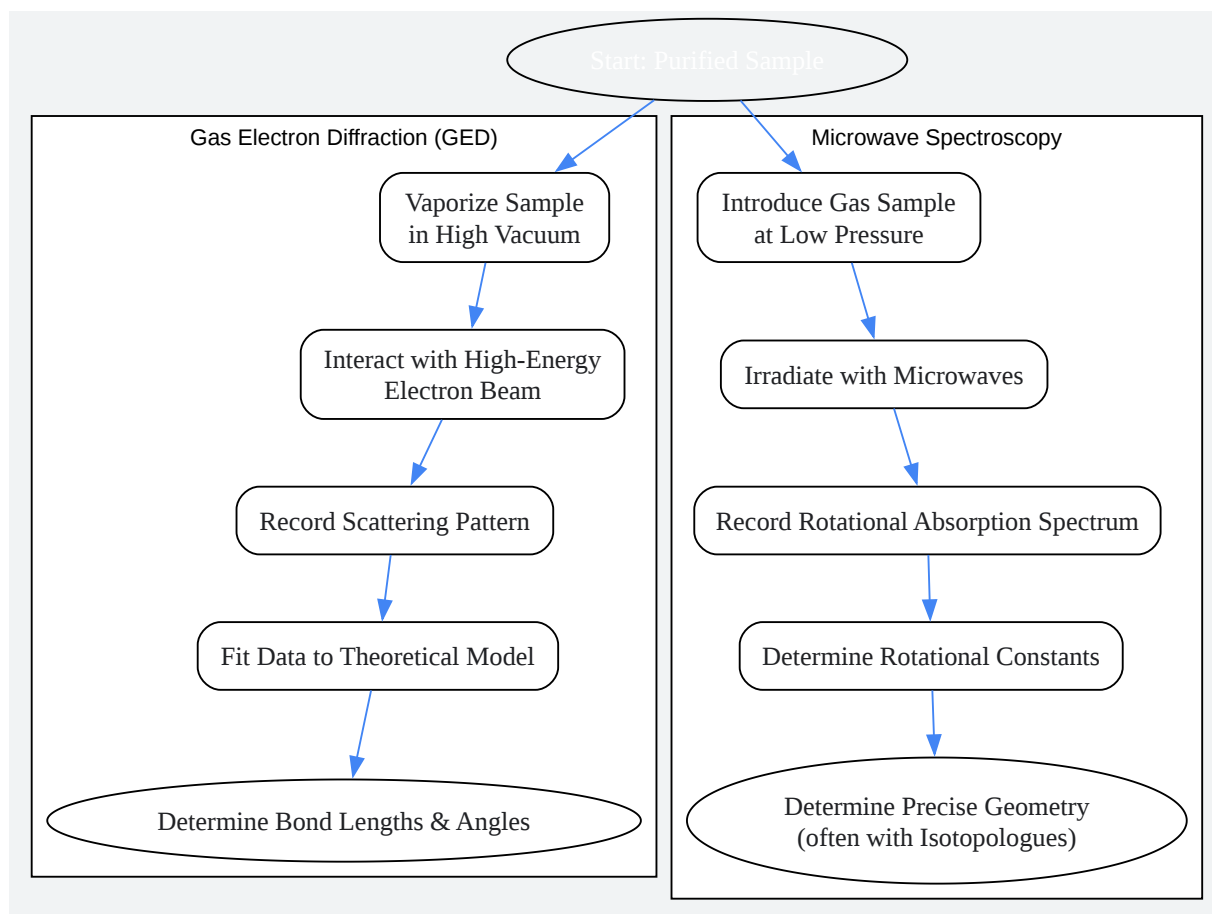 Start: Purified Sample
Gas Electron Diffraction (GED)
Vaporize Sample
in High Vacuum
Interact with High-Energy
Electron Beam
Record Scattering Pattern
Fit Data to Theoretical Model
Determine Bond Lengths & Angles
Microwave Spectroscopy
Introduce Gas Sample
at Low Pressure
Irradiate with Microwaves
Record Rotational Absorption Spectrum
Determine Rotational Constants
Determine Precise Geometry
(often with Isotopologues)